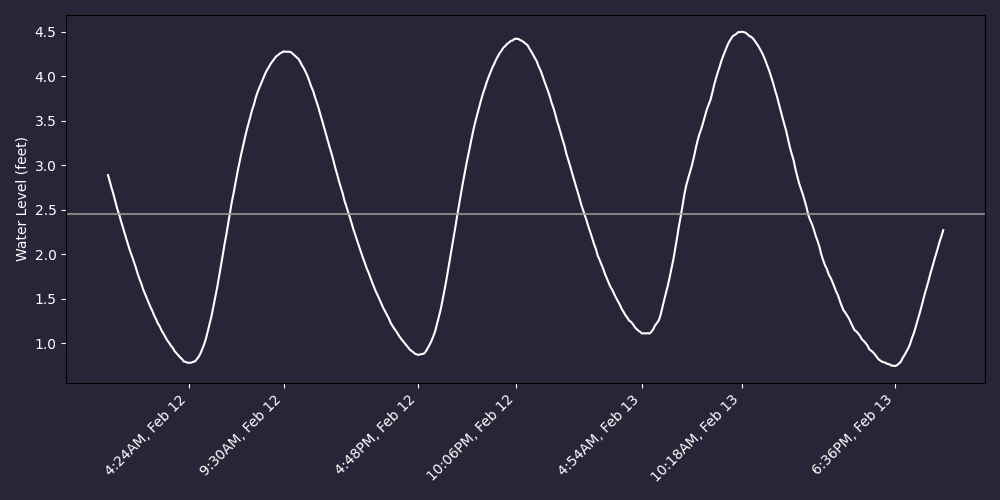 Water Level (feet)
4.5
4.0
3.5
3.0
2.5
2.0
1.5
1.0
4:24AM, Feb 12
9:30AM, Feb 12
4:48PM, Feb 12
10:06PM, Feb 12
4:54AM, Feb 13
10:18AM, Feb 13
6:36PM, Feb 13